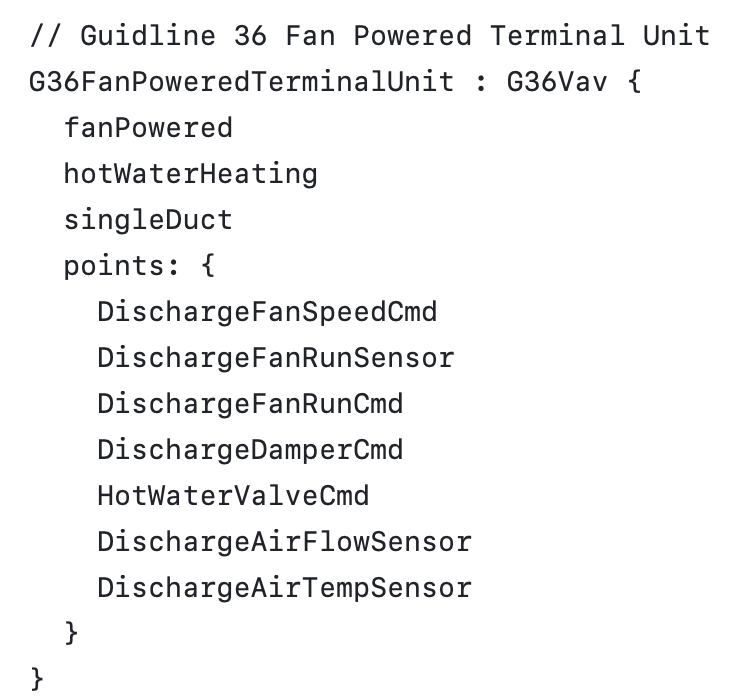 // Guidline 36 Fan Powered Terminal Unit
G36FanPoweredTerminalUnit : G36Vav {
  fanPowered
  hotWaterHeating
  singleDuct
  points: {
    DischargeFanSpeedCmd
    DischargeFanRunSensor
    DischargeFanRunCmd
    DischargeDamperCmd
    HotWaterValveCmd
    DischargeAirFlowSensor
    DischargeAirTempSensor
  }
}